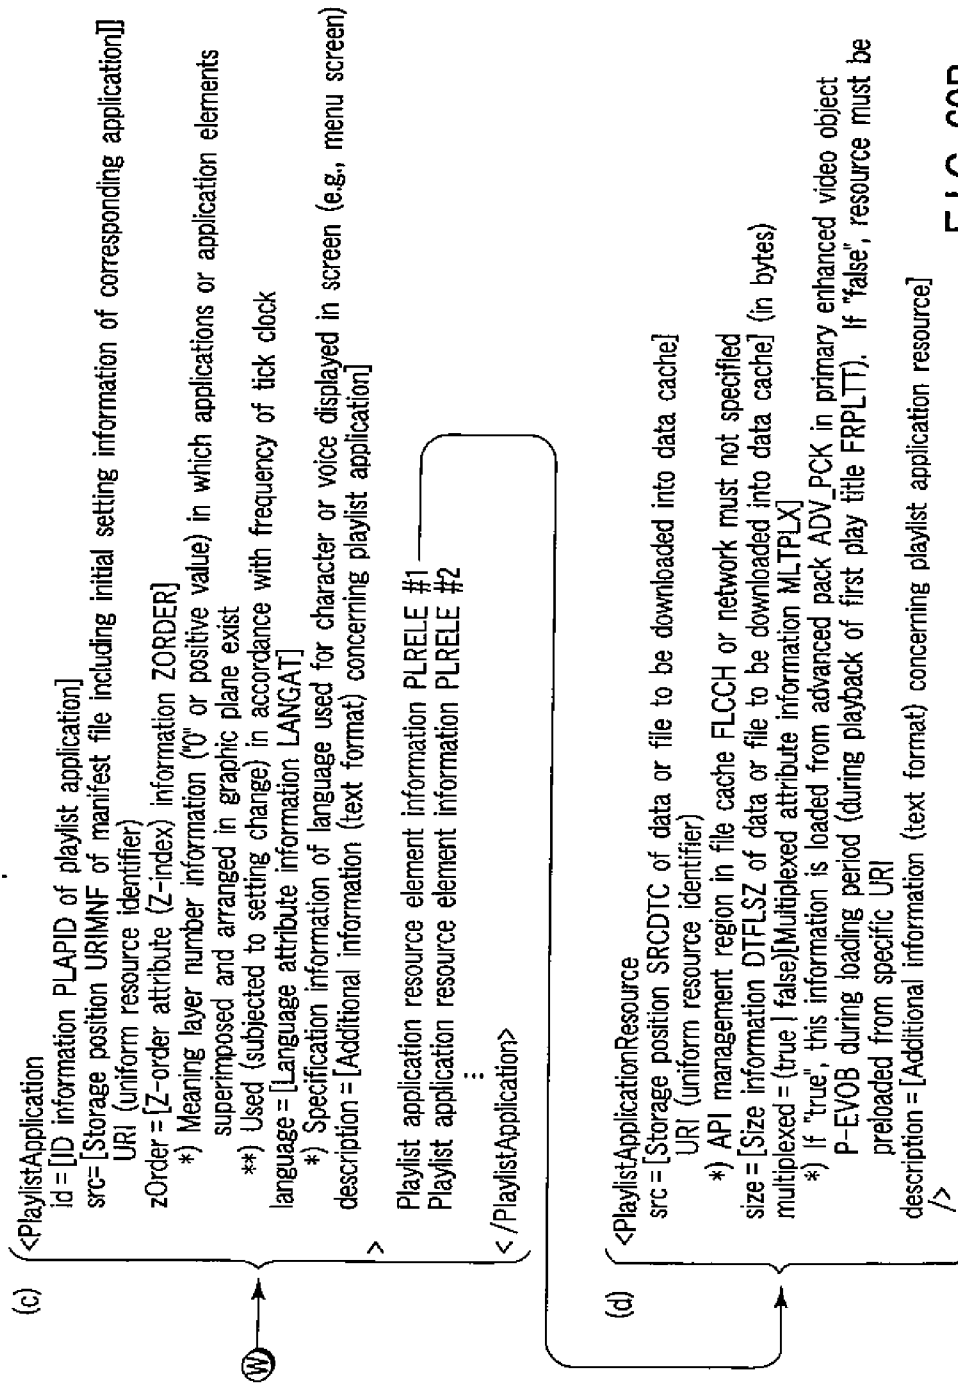 (c)
<PlaylistApplication
id = [ID information PLAPID of playlist application]
src= [Storage position URIMNF of manifest file including initial setting information of corresponding application]]
URI (uniform resource identifier)
zOrder = [Z-order attribute (Z-index) information ZORDER]
*) Meaning layer number information ("0" or positive value) in which applications or application elements
superimposed and arranged in graphic plane exist
**) Used (subjected to setting change) in accordance with frequency of tick clock
language = [Language attribute information LANGAT]
*) Specification information of language used for character or voice displayed in screen (e.g., menu screen)
description = [Additional information (text format) concerning playlist application]
>
W
Playlist application resource element information PLRELE #1
Playlist application resource element information PLRELE #2
⋮
</PlaylistApplication>
(d)
<PlaylistApplicationResource
src = [Storage position SRCDTC of data or file to be downloaded into data cache]
URI (uniform resource identifier)
*) API management region in file cache FLCCH or network must not specified
size = [Size information DTFLSZ of data or file to be downloaded into data cache] (in bytes)
multiplexed = (true | false)[Multiplexed attribute information MLTPLX]
*) If "true", this information is loaded from advanced pack ADV_PCK in primary enhanced video object
P-EVOB during loading period (during playback of first play title FRPLTT). If "false", resource must be
preloaded from specific URI
description = [Additional information (text format) concerning playlist application resource]
/>